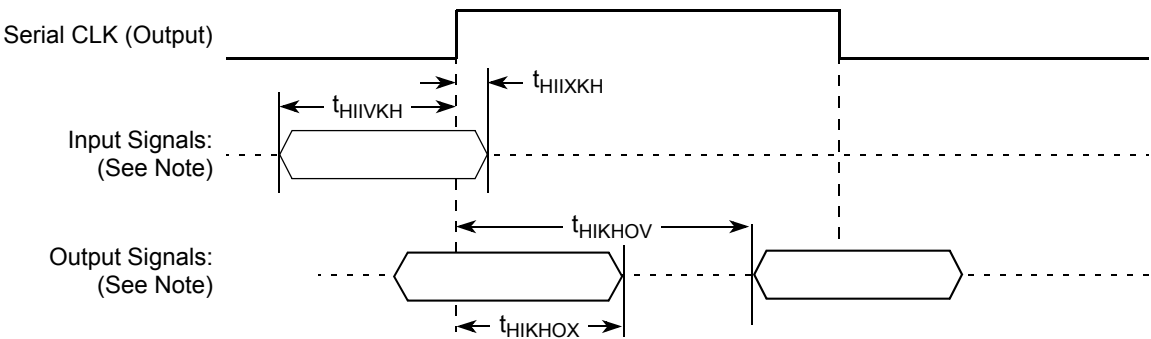 Serial CLK (Output)
tHIIXKH
tHIIVKH
Input Signals:
(See Note)
tHIKHOV
Output Signals:
(See Note)
tHIKHOX